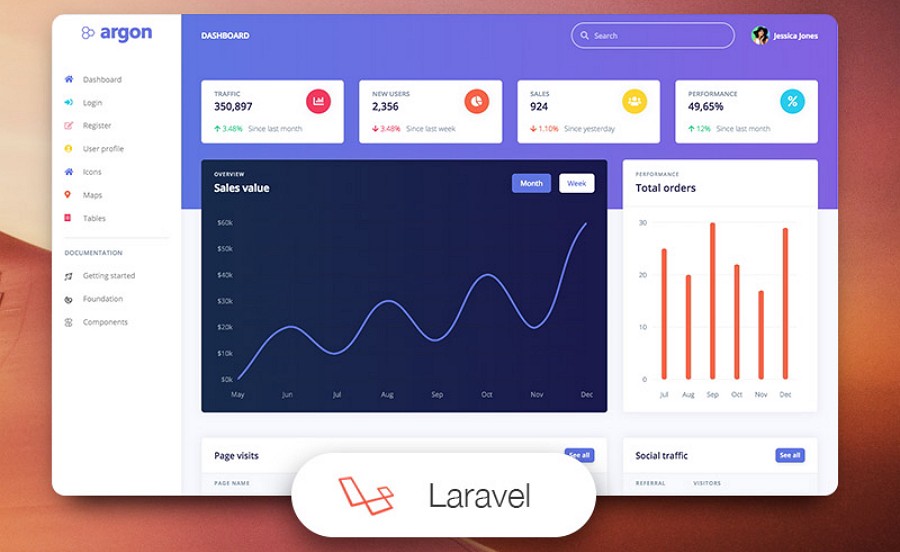 argon
DASHBOARD
Search
Jessica Jones
Dashboard
Login
Register
User profile
Icons
Maps
Tables
DOCUMENTATION
Getting started
Foundation
Components
TRAFFIC
350,897
3.48% Since last month
NEW USERS
2,356
3.48% Since last week
SALES
924
1.10% Since yesterday
PERFORMANCE
49,65%
12% Since last month
OVERVIEW
Sales value
Month
Week
$60k
$50k
$40k
$30k
$20k
$10k
$0k
May Jun Jul Aug Sep Oct Nov Dec
PERFORMANCE
Total orders
30
20
10
0
Jul Aug Sep Oct Nov Dec
Page visits
See all
PAGE NAME
Social traffic
See all
REFERRAL VISITORS
Laravel